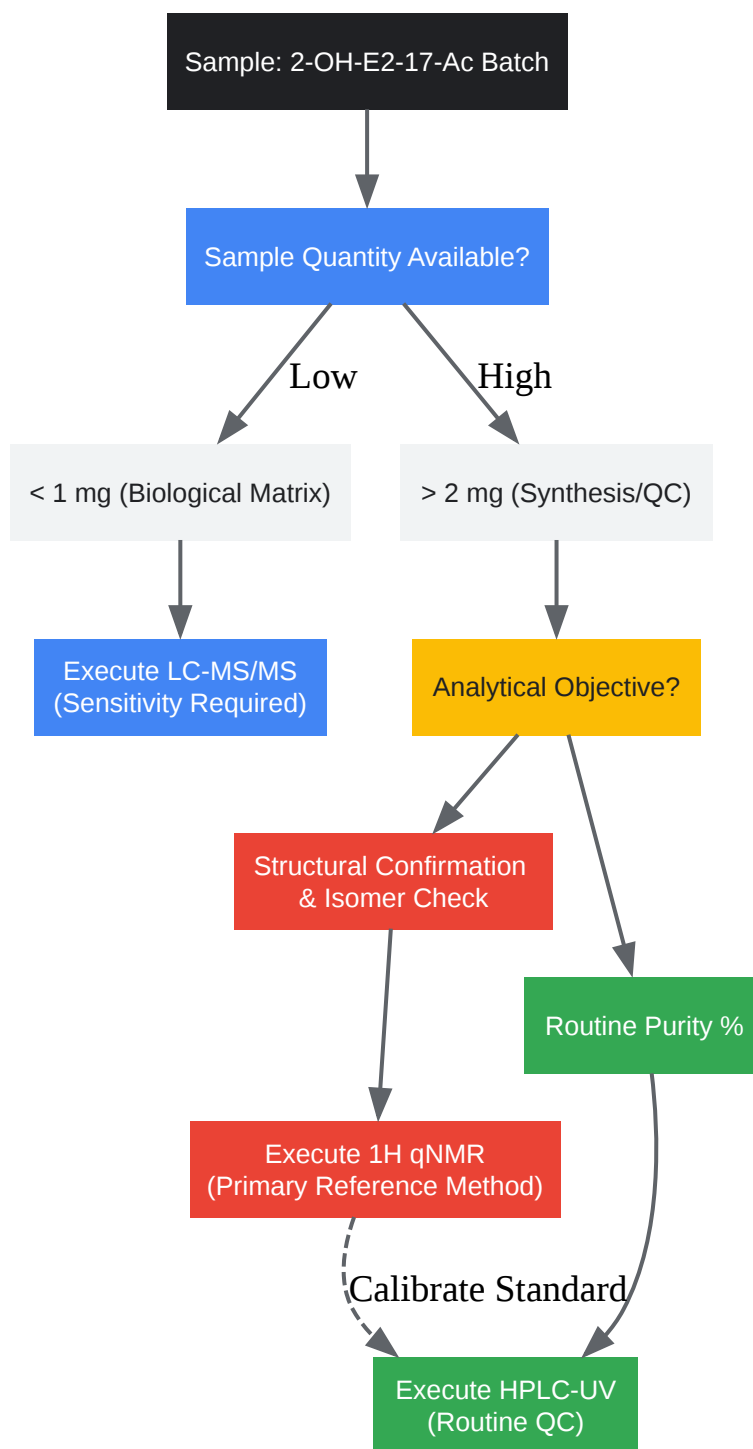 Sample: 2-OH-E2-17-Ac Batch
Sample Quantity Available?
Low
High
< 1 mg (Biological Matrix)
> 2 mg (Synthesis/QC)
Execute LC-MS/MS
(Sensitivity Required)
Analytical Objective?
Structural Confirmation
& Isomer Check
Routine Purity %
Execute 1H qNMR
(Primary Reference Method)
Calibrate Standard
Execute HPLC-UV
(Routine QC)